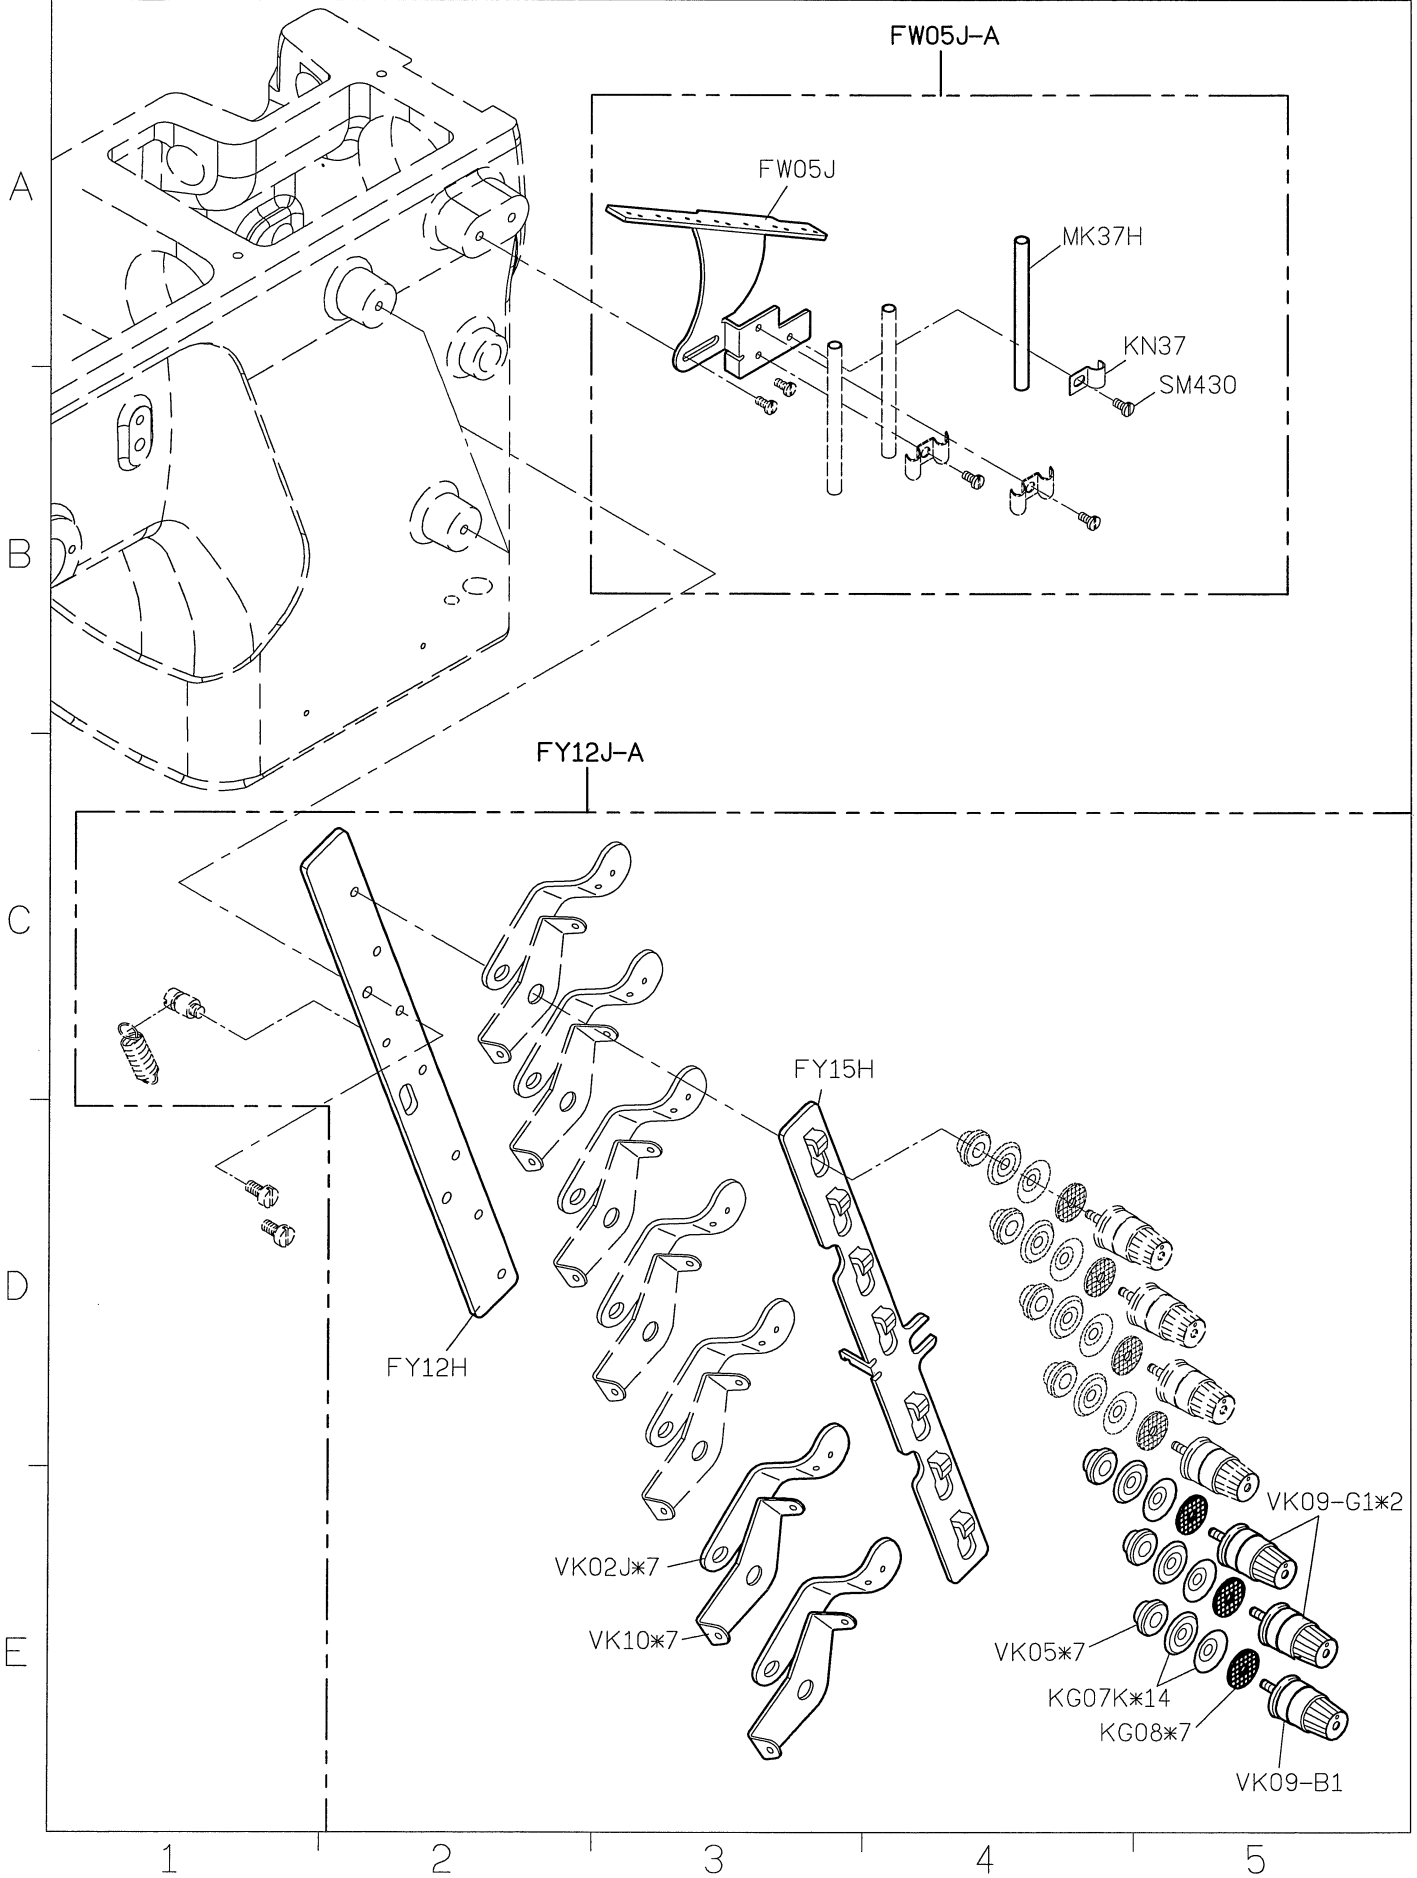 FW05J-A
A
FW05J
MK37H
KN37
SM430
B
FY12J-A
C
FY15H
D
FY12H
VK09-G1*2
VK02J*7
VK10*7
VK05*7
E
KG07K*14
KG08*7
VK09-B1
1 2 3 4 5